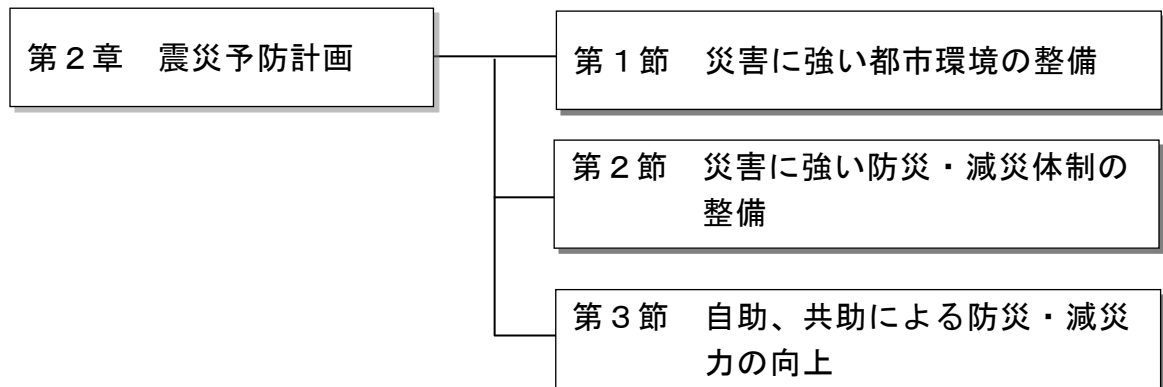 第２章　震災予防計画
第１節　災害に強い都市環境の整備
第２節　災害に強い防災・減災体制の
整備
第３節　自助、共助による防災・減災
力の向上